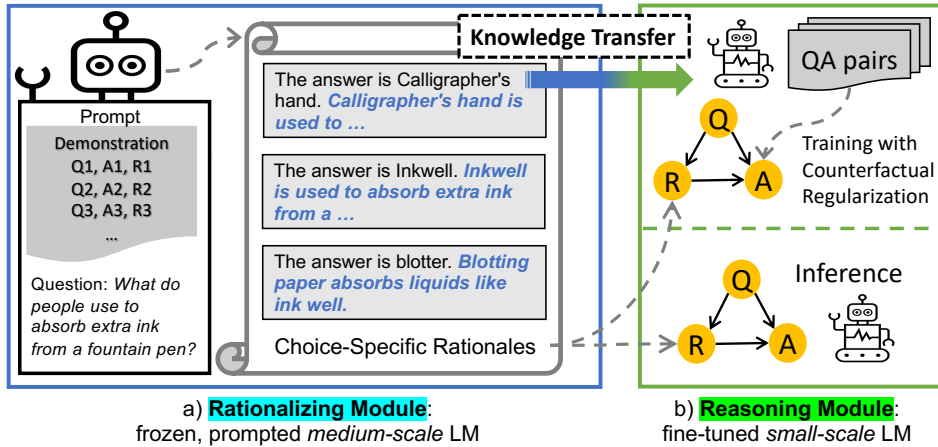 Prompt
Demonstration
Q1, A1, R1
Q2, A2, R2
Q3, A3, R3
...
Question: What do
people use to
absorb extra ink
from a fountain pen?
Knowledge Transfer
The answer is Calligrapher's
hand. Calligrapher's hand is
used to …
The answer is Inkwell. Inkwell
is used to absorb extra ink
from a …
The answer is blotter. Blotting
paper absorbs liquids like
ink well.
Choice-Specific Rationales
QA pairs
Q
R
A
Training with
Counterfactual
Regularization
Inference
Q
R
A
a) Rationalizing Module:
frozen, prompted medium-scale LM
b) Reasoning Module:
fine-tuned small-scale LM